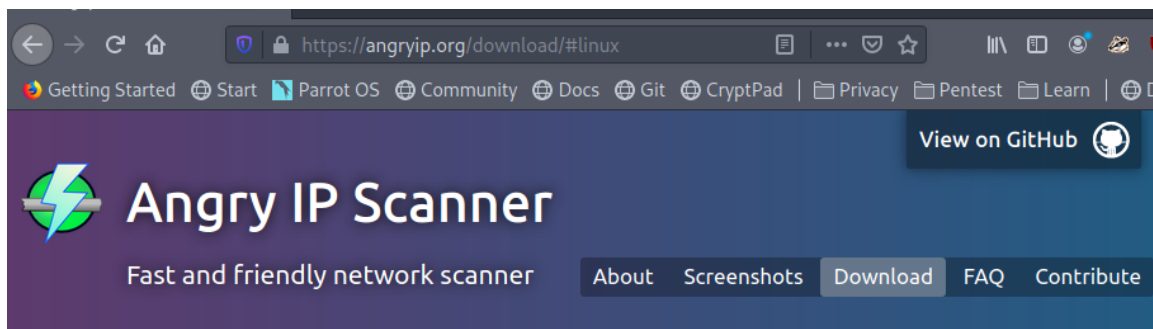 https://angryip.org/download/#linux
Getting Started Start Parrot OS Community Docs Git CryptPad | Privacy Pentest Learn |
View on GitHub
Angry IP Scanner
Fast and friendly network scanner
About Screenshots Download FAQ Contribute